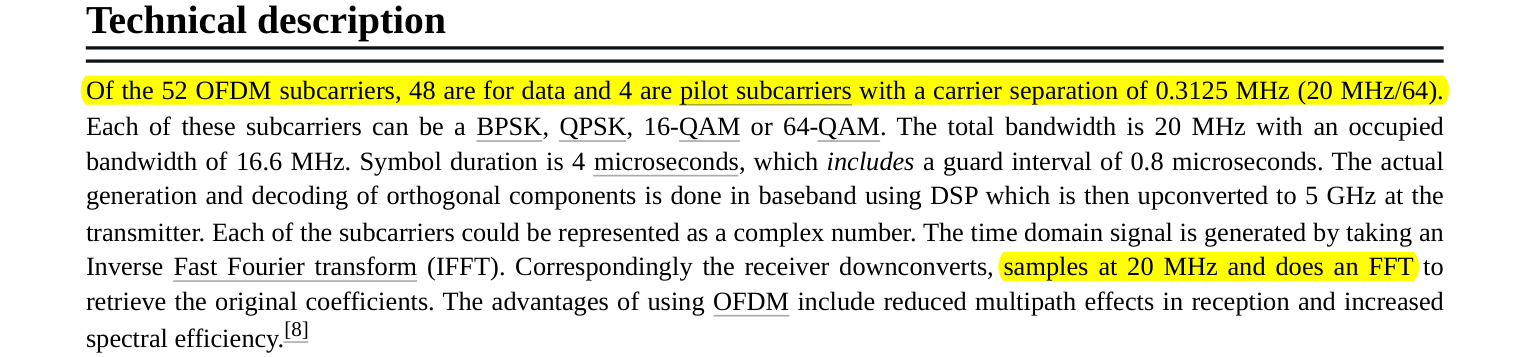 Technical description
Of the 52 OFDM subcarriers, 48 are for data and 4 are pilot subcarriers with a carrier separation of 0.3125 MHz (20 MHz/64).
Each of these subcarriers can be a BPSK, QPSK, 16-QAM or 64-QAM. The total bandwidth is 20 MHz with an occupied
bandwidth of 16.6 MHz. Symbol duration is 4 microseconds, which includes a guard interval of 0.8 microseconds. The actual
generation and decoding of orthogonal components is done in baseband using DSP which is then upconverted to 5 GHz at the
transmitter. Each of the subcarriers could be represented as a complex number. The time domain signal is generated by taking an
Inverse Fast Fourier transform (IFFT). Correspondingly the receiver downconverts, samples at 20 MHz and does an FFT to
retrieve the original coefficients. The advantages of using OFDM include reduced multipath effects in reception and increased
spectral efficiency.[8]